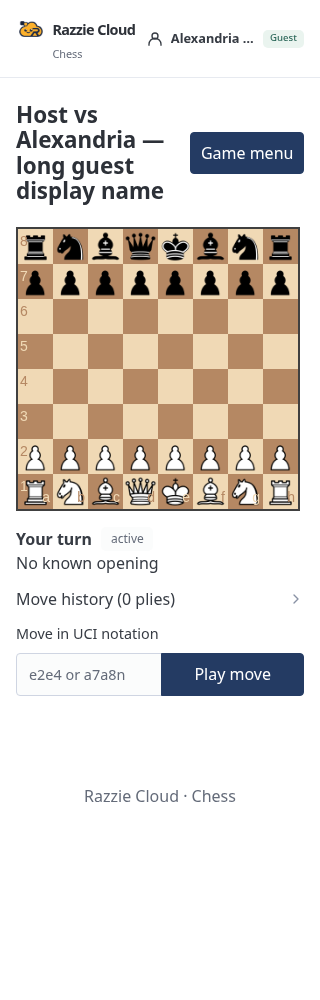 Razzie Cloud
Chess
Alexandria ...
Guest
Host vs
Alexandria —
long guest
display name
Game menu
8
7
6
5
4
3
2
1
a
b
c
d
e
f
g
h
Your turn
active
No known opening
Move history (0 plies)
Move in UCI notation
e2e4 or a7a8n
Play move
Razzie Cloud · Chess